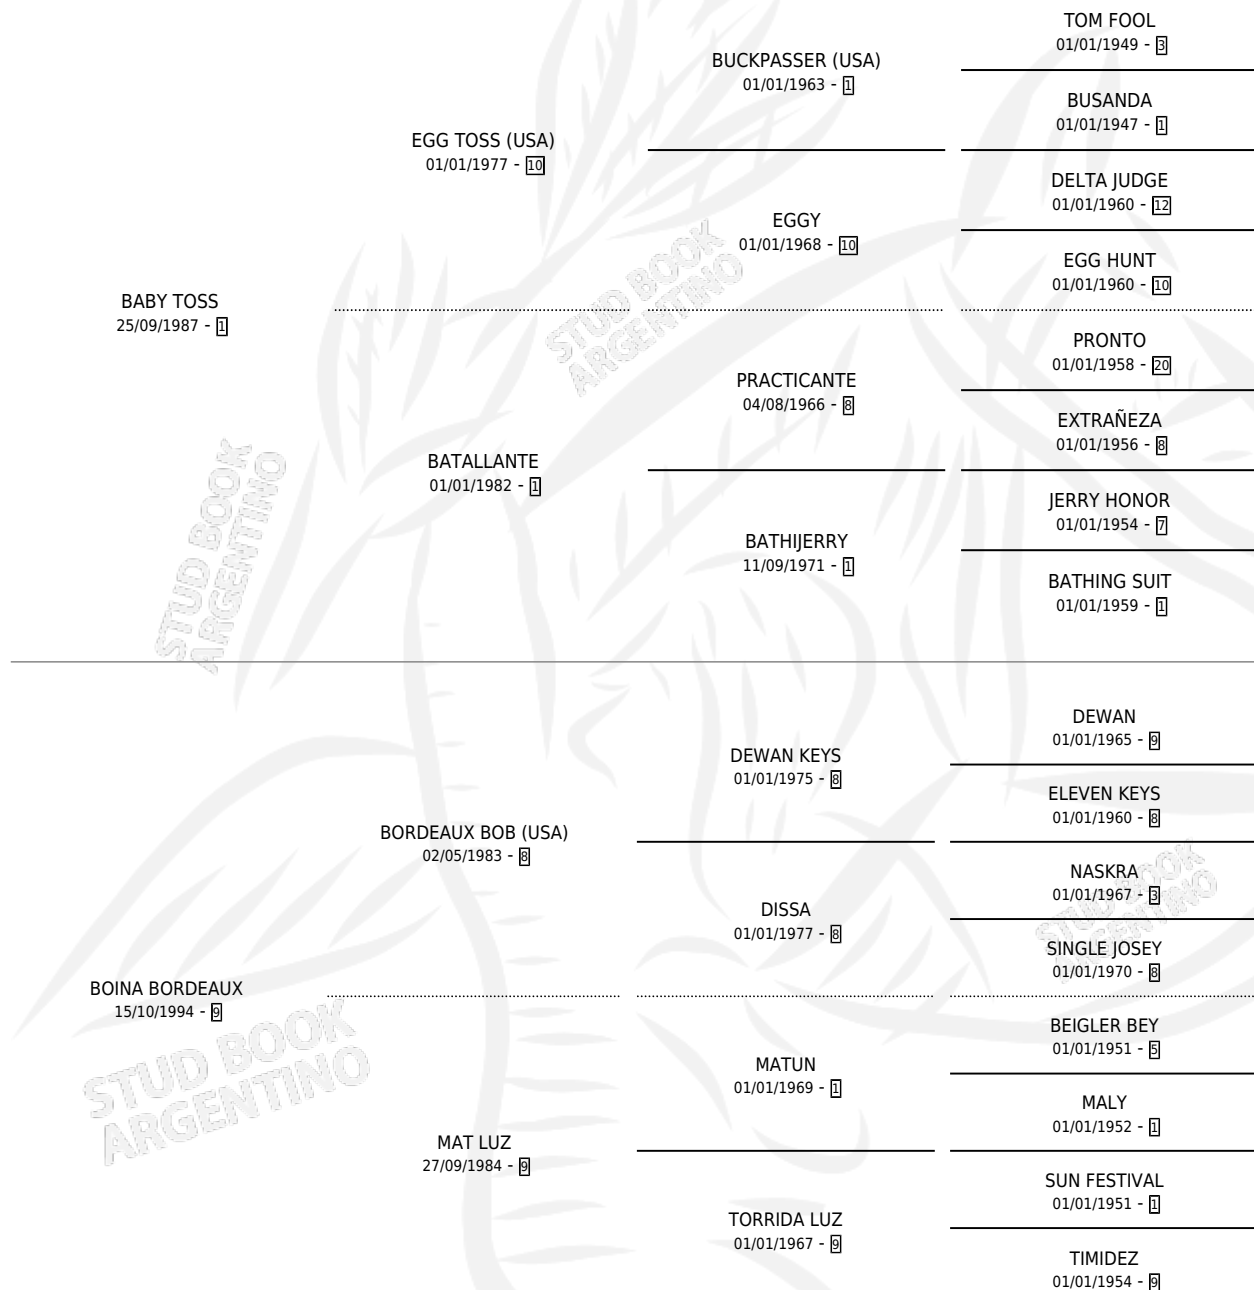 TOM FOOL
01/01/1949 - 3
BUCKPASSER (USA)
01/01/1963 - 1
BUSANDA
01/01/1947 - 1
EGG TOSS (USA)
01/01/1977 - 10
DELTA JUDGE
01/01/1960 - 12
EGGY
01/01/1968 - 10
EGG HUNT
01/01/1960 - 10
STUD BOOK
ARGENTINO
BABY TOSS
25/09/1987 - 1
PRONTO
01/01/1958 - 20
PRACTICANTE
04/08/1966 - 8
EXTRAÑEZA
01/01/1956 - 8
BATALLANTE
01/01/1982 - 1
JERRY HONOR
01/01/1954 - 7
BATHIJERRY
11/09/1971 - 1
BATHING SUIT
01/01/1959 - 1
STUD BOOK
ARGENTINO
DEWAN
01/01/1965 - 9
DEWAN KEYS
01/01/1975 - 8
ELEVEN KEYS
01/01/1960 - 8
BORDEAUX BOB (USA)
02/05/1983 - 8
NASKRA
01/01/1967 - 3
DISSA
01/01/1977 - 8
SINGLE JOSEY
01/01/1970 - 8
STUD BOOK
ARGENTINO
BOINA BORDEAUX
15/10/1994 - 9
BEIGLER BEY
01/01/1951 - 5
MATUN
01/01/1969 - 1
MALY
01/01/1952 - 1
STUD BOOK
ARGENTINO
MAT LUZ
27/09/1984 - 9
SUN FESTIVAL
01/01/1951 - 1
TORRIDA LUZ
01/01/1967 - 9
TIMIDEZ
01/01/1954 - 9